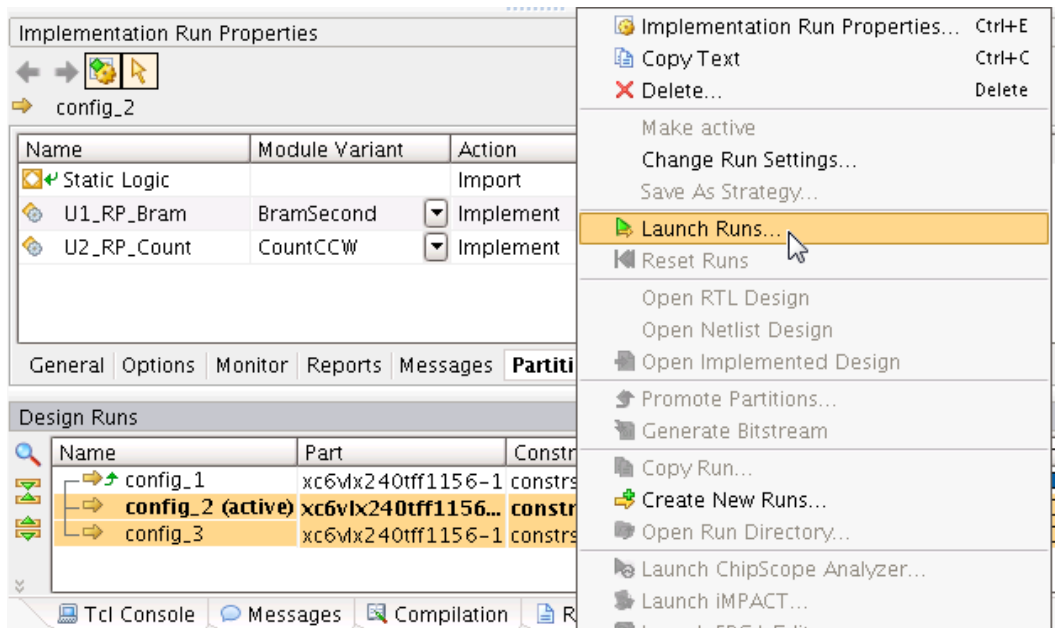 Implementation Run Properties
config_2
Name Module Variant Action
Static Logic Import
U1_RP_Bram BramSecond Implement
U2_RP_Count CountCCW Implement
General Options Monitor Reports Messages Partiti
Design Runs
Name Part Constr
config_1 xc6vlx240tff1156-1 constrs
config_2 (active) xc6vlx240tff1156... constr
config_3 xc6vlx240tff1156-1 constrs
Tcl Console Messages Compilation R
Implementation Run Properties... Ctrl+E
Copy Text Ctrl+C
Delete... Delete
Make active
Change Run Settings...
Save As Strategy...
Launch Runs...
Reset Runs
Open RTL Design
Open Netlist Design
Open Implemented Design
Promote Partitions...
Generate Bitstream
Copy Run...
Create New Runs...
Open Run Directory...
Launch ChipScope Analyzer...
Launch iMPACT...